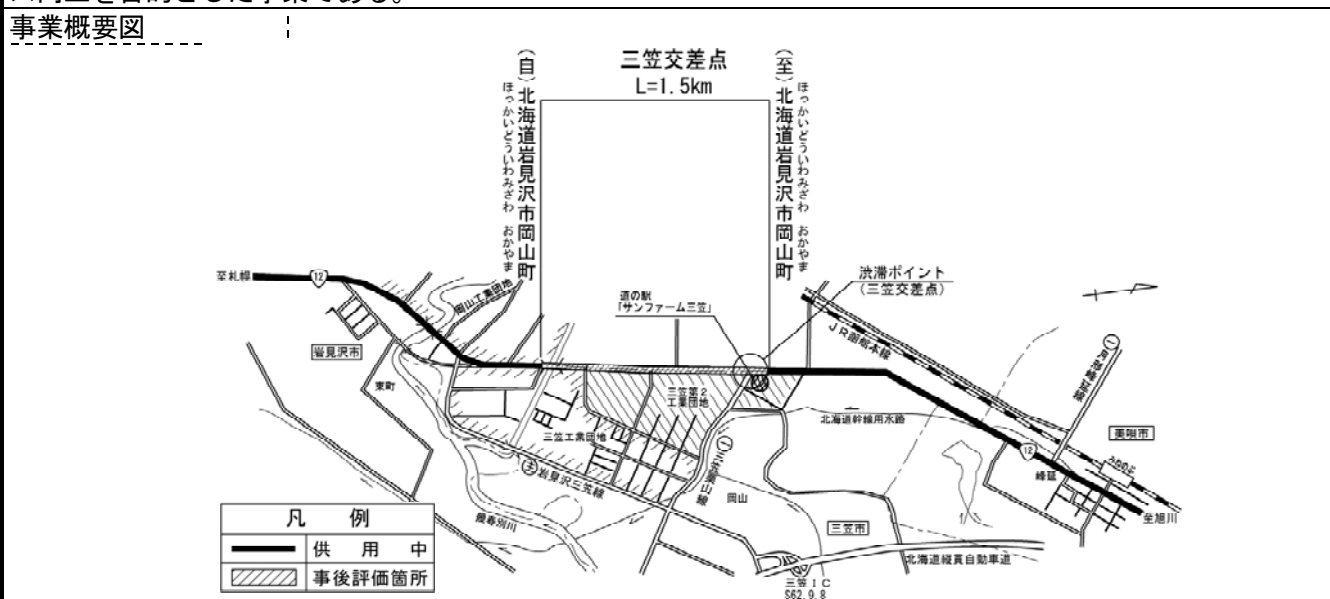 事業概要図
三笠交差点
L=1.5km
(自)北海道岩見沢市岡山町
ほっかいどういわみざわ おかやま
(至)北海道岩見沢市岡山町
ほっかいどういわみざわ おかやま
渋滞ポイント
(三笠交差点)
道の駅
「サンファーム三笠」
至札幌
12
岡山工業団地
JR函館本線
岩見沢市
東町
三笠第2
工業団地
三笠工業団地
北海道幹線用水路
美唄市
12
峰延
至旭川
主 岩見沢三笠線
岡山
三笠市
幾春別川
北海道縦貫自動車道
三笠IC
S62.9.8
凡例
供用中
事後評価箇所